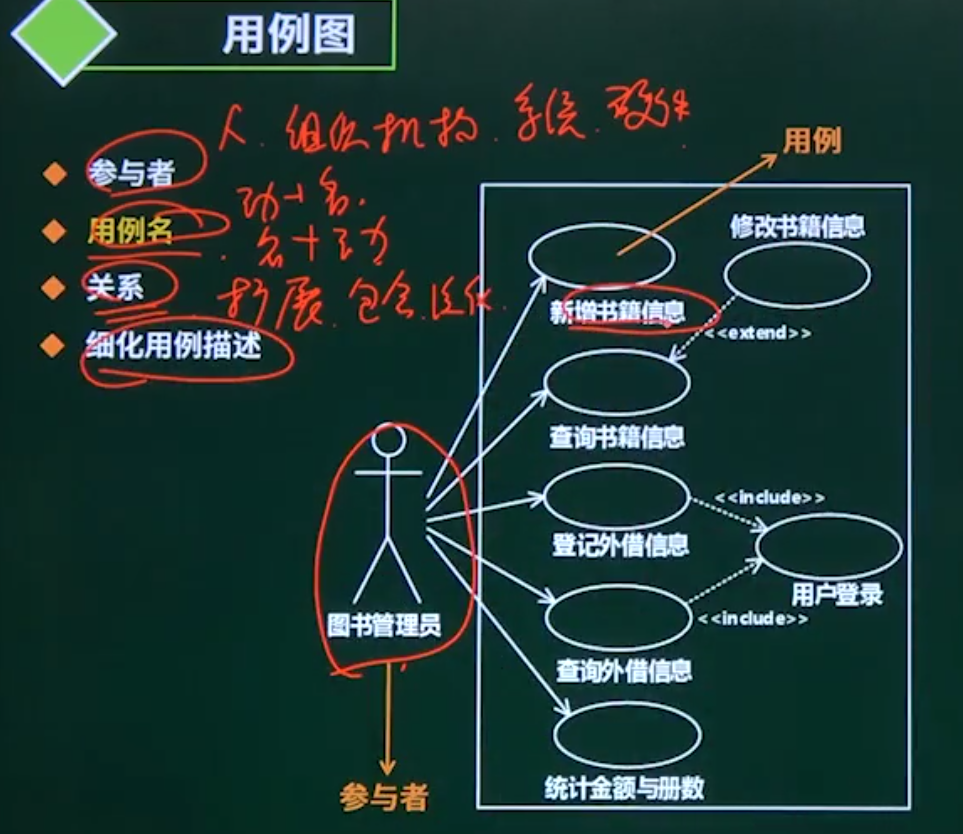 用例图
人. 组织机构. 系统. 硬件
参与者
用例
动+名.
用例名
名+动
修改书籍信息
关系
扩展. 包含. 泛化.
新增书籍信息
<<extend>>
细化用例描述
查询书籍信息
<<include>>
登记外借信息
用户登录
<<include>>
图书管理员
查询外借信息
统计金额与册数
参与者